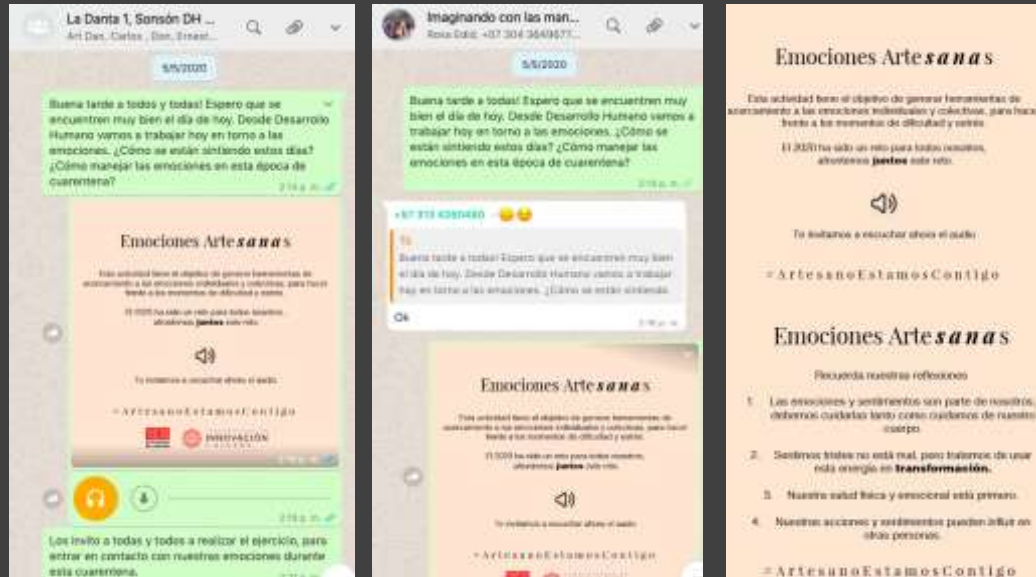 La Danta 1, Sonsón DH ...
Art Dan, Carlos , Don, Ernest...
5/5/2020
Buena tarde a todos y todas! Espero que se
encuentren muy bien el día de hoy. Desde Desarrollo
Humano vamos a trabajar hoy en torno a las
emociones. ¿Cómo se están sintiendo estos días?
¿Cómo manejar las emociones en esta época de
cuarentena?
Emociones Artesanas
Esta actividad tiene el objetivo de generar herramientas de
acercamiento a las emociones individuales y colectivas, para hacer
frente a los momentos de dificultad y estrés.
El 2020 ha sido un reto para todos nosotros,
afrontemos juntos este reto.
Te invitamos a escuchar ahora el audio
#ArtesanoEstamosContigo
INNOVACIÓN
Los invito a todas y todos a realizar el ejercicio, para
entrar en contacto con nuestras emociones durante
esta cuarentena.
Imaginando con las man...
5/5/2020
Buena tarde a todos! Espero que se encuentren muy
bien el día de hoy. Desde Desarrollo Humano vamos a
trabajar hoy en torno a las emociones. ¿Cómo se
están sintiendo estos días? ¿Cómo manejar las
emociones en esta época de cuarentena?
Tú
Buena tarde a todos! Espero que se encuentren muy bien
el día de hoy. Desde Desarrollo Humano vamos a trabajar
hoy en torno a las emociones. ¿Cómo se están sintiendo
Ok
Emociones Artesanas
Esta actividad tiene el objetivo de generar herramientas de
acercamiento a las emociones individuales y colectivas, para hacer
frente a los momentos de dificultad y estrés.
El 2020 ha sido un reto para todos nosotros,
afrontemos juntos este reto.
Te invitamos a escuchar ahora el audio
#ArtesanoEstamosContigo
Emociones Artesanas
Esta actividad tiene el objetivo de generar herramientas de
acercamiento a las emociones individuales y colectivas, para hace
frente a los momentos de dificultad y estrés.
El 2020 ha sido un reto para todos nosotros,
afrontemos juntos este reto.
Te invitamos a escuchar ahora el audio
#ArtesanoEstamosContigo
Emociones Artesanas
Recuerda nuestras reflexiones
1. Las emociones y sentimientos son parte de nosotros,
debemos cuidarlas tanto como cuidamos de nuestro
cuerpo.
2. Sentirnos tristes no está mal, pero tratemos de usar
esta energía en transformación.
3. Nuestra salud física y emocional está primero.
4. Nuestras acciones y sentimientos pueden influir en
otras personas.
#ArtesanoEstamosContigo